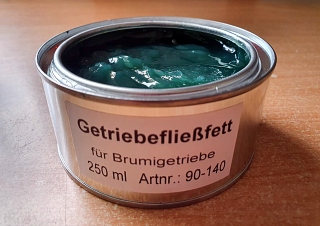 Getriebefließfett
für Brumigetriebe
250 ml Artnr.: 90-140